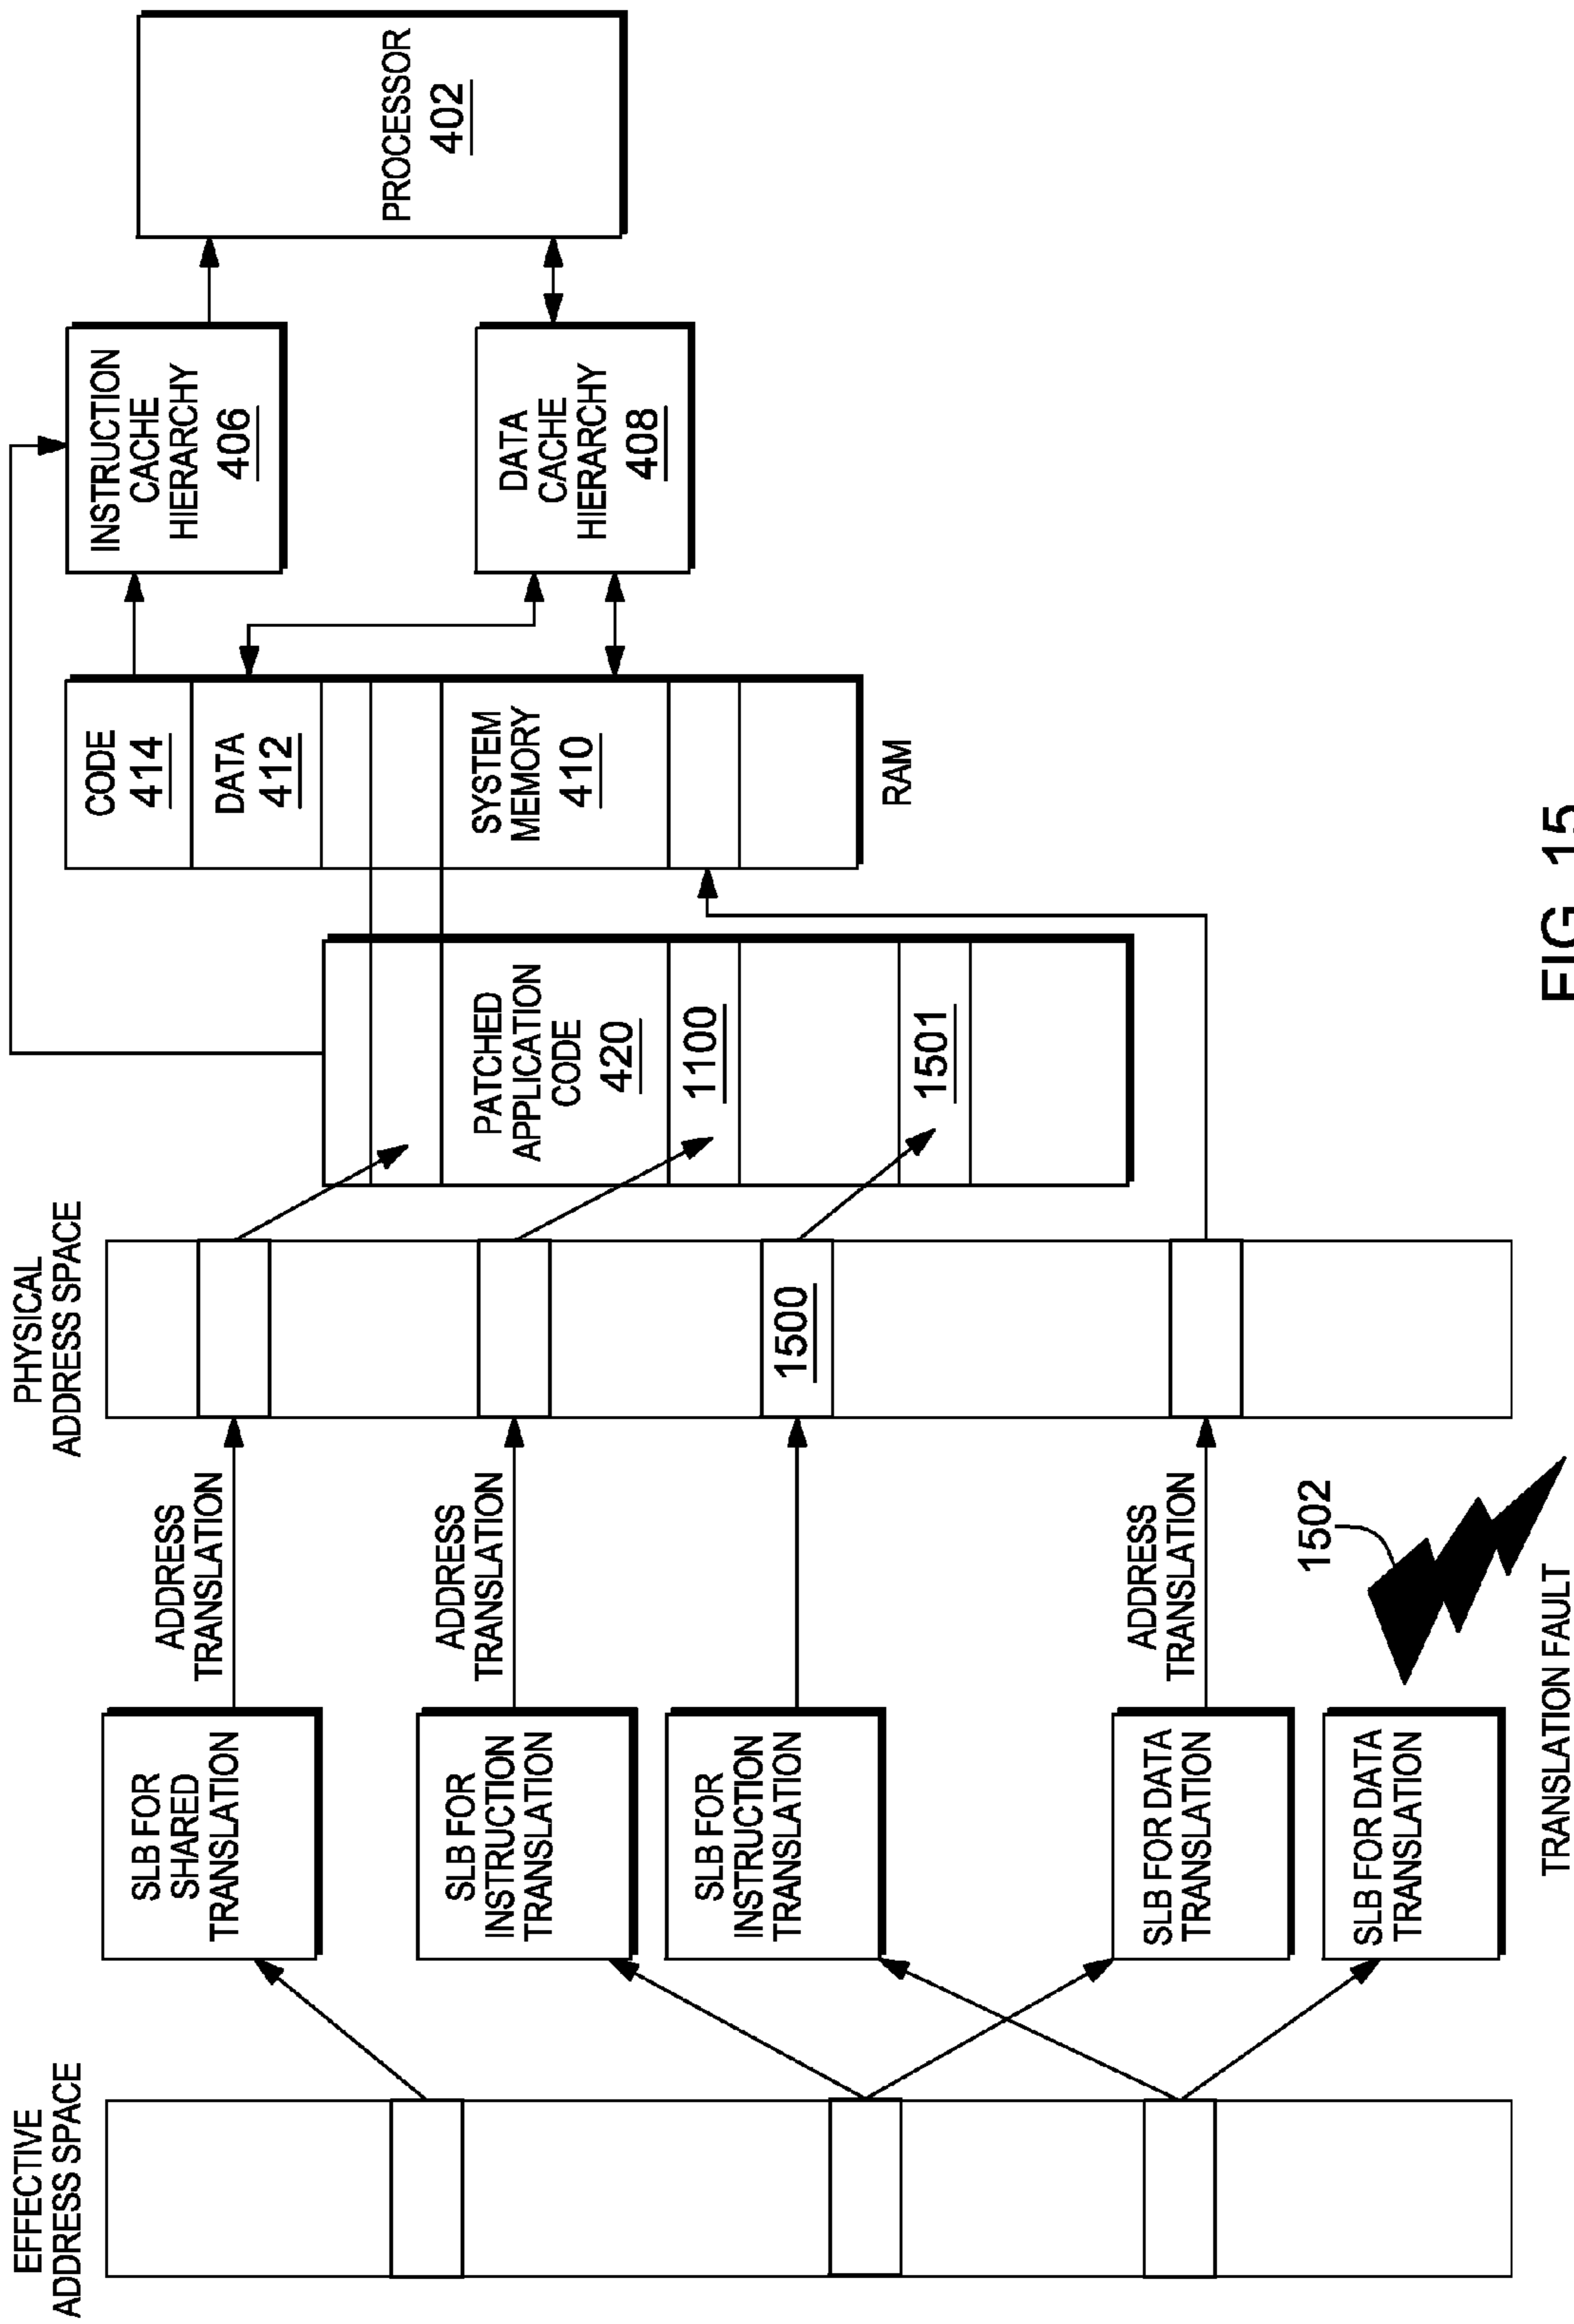 EFFECTIVE
ADDRESS SPACE
SLB FOR
SHARED
TRANSLATION
SLB FOR
INSTRUCTION
TRANSLATION
SLB FOR
INSTRUCTION
TRANSLATION
SLB FOR DATA
TRANSLATION
SLB FOR DATA
TRANSLATION
ADDRESS
TRANSLATION
ADDRESS
TRANSLATION
ADDRESS
TRANSLATION
1502
TRANSLATION FAULT
PHYSICAL
ADDRESS SPACE
1500
PATCHED
APPLICATION
CODE
420
1100
1501
CODE
414
DATA
412
SYSTEM
MEMORY
410
RAM
INSTRUCTION
CACHE
HIERARCHY
406
DATA
CACHE
HIERARCHY
408
PROCESSOR
402
FIG. 15